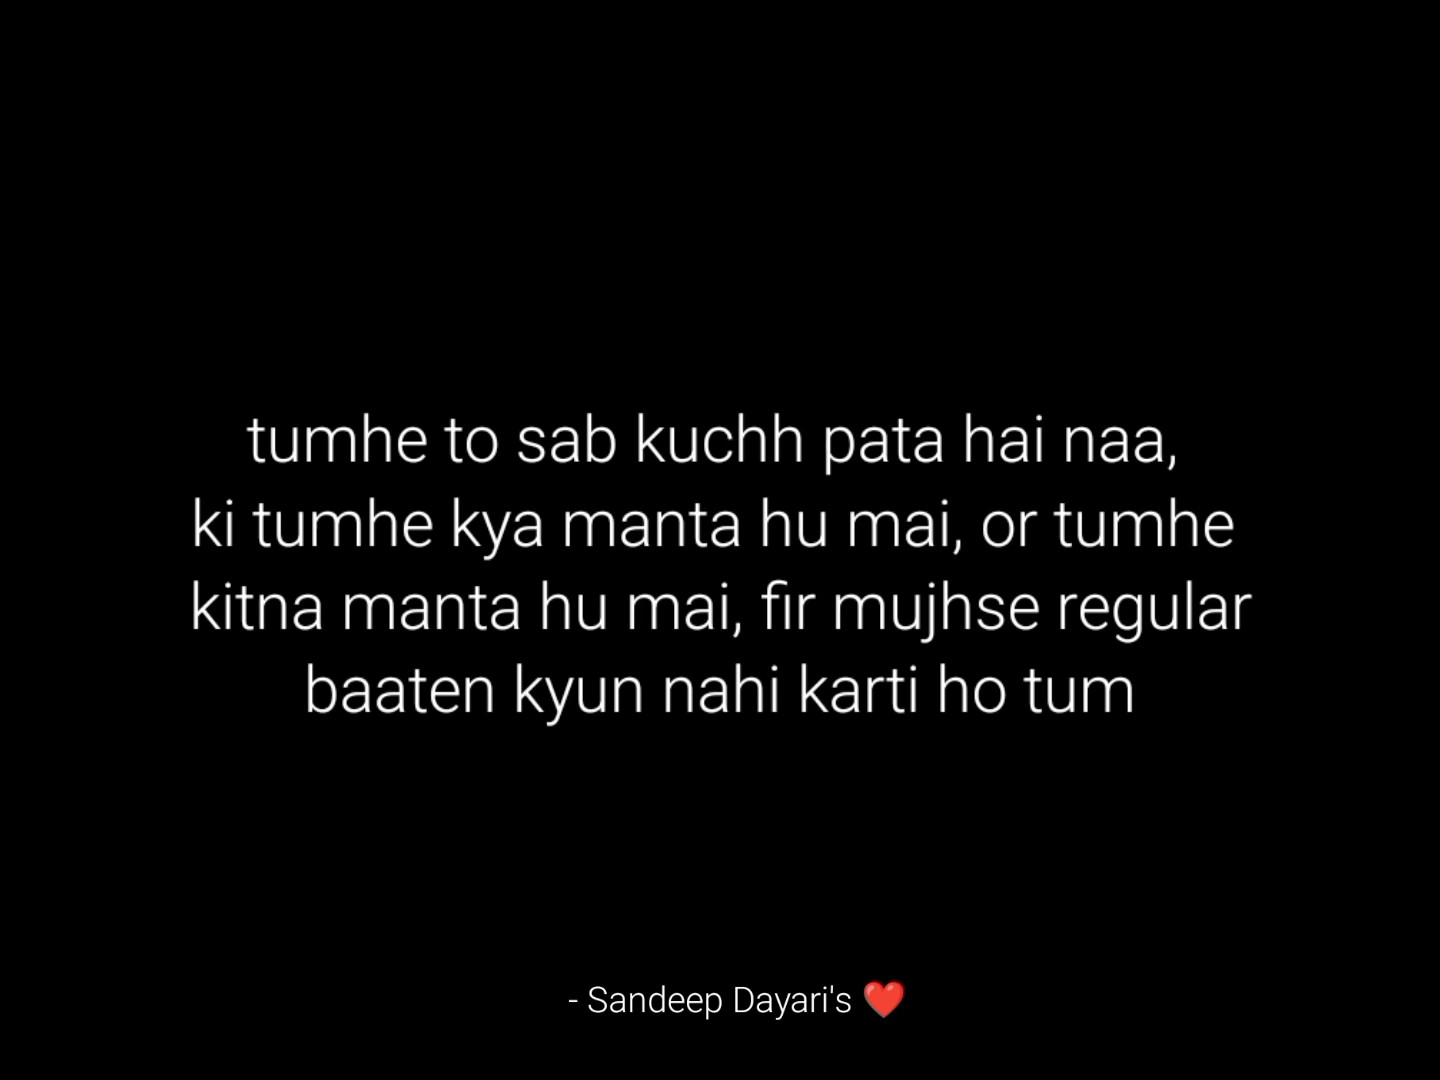 tumhe to sab kuchh pata hai naa,
ki tumhe kya manta hu mai, or tumhe
kitna manta hu mai, fir mujhse regular
baaten kyun nahi karti ho tum
- Sandeep Dayari's ❤️